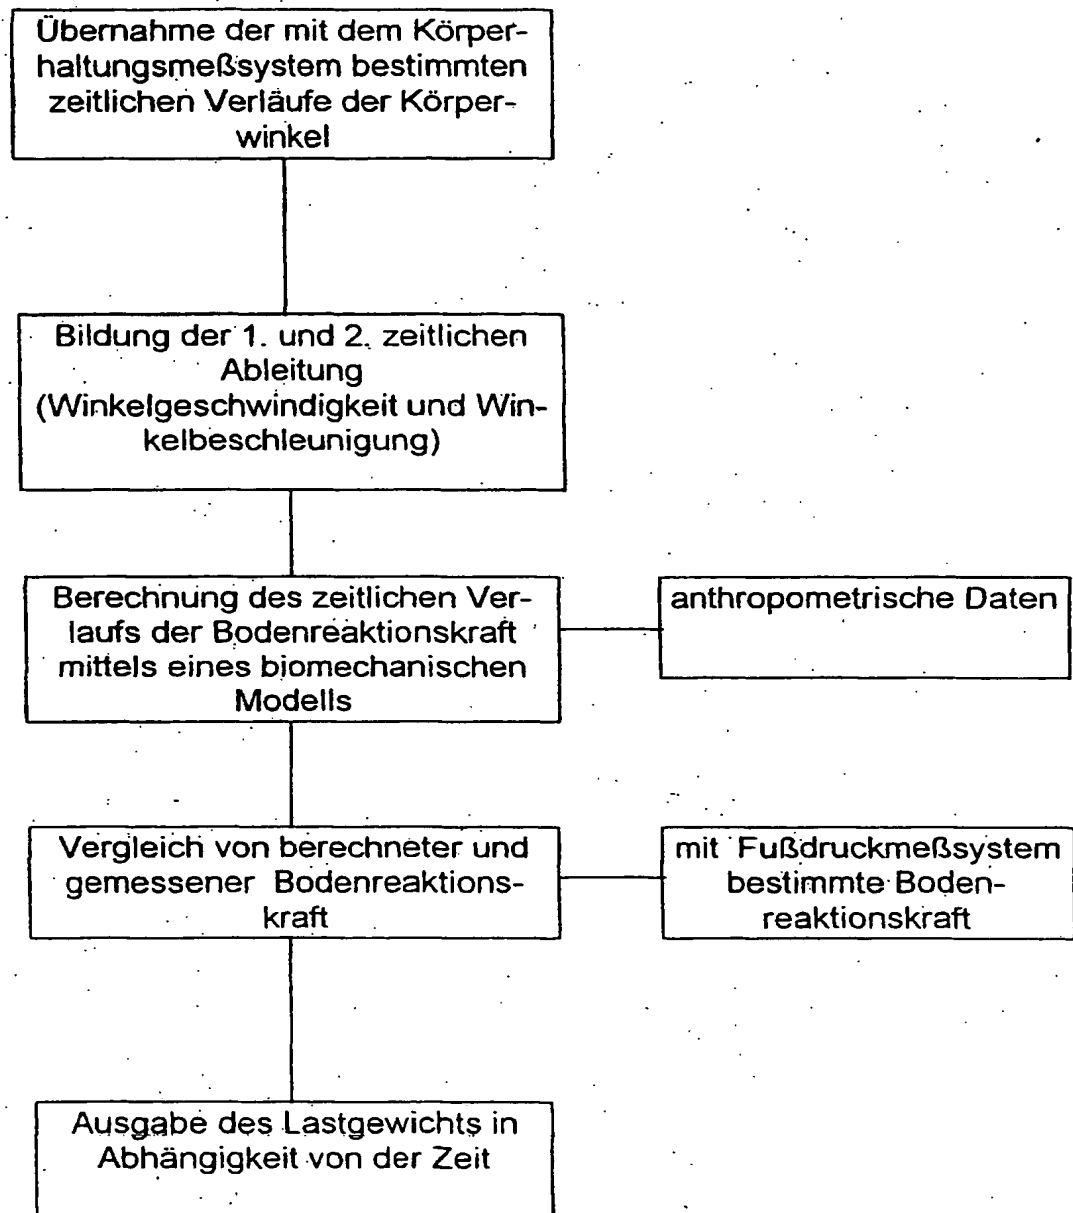 Übernahme der mit dem Körper-
haltungsmeßsystem bestimmten
zeitlichen Verläufe der Körper-
winkel
Bildung der 1. und 2. zeitlichen
Ableitung
(Winkelgeschwindigkeit und Win-
kelbeschleunigung)
Berechnung des zeitlichen Ver-
laufs der Bodenreaktionskraft
mittels eines biomechanischen
Modells
anthropometrische Daten
Vergleich von berechneter und
gemessener Bodenreaktions-
kraft
mit Fußdruckmeßsystem
bestimmte Boden-
reaktionskraft
Ausgabe des Lastgewichts in
Abhängigkeit von der Zeit